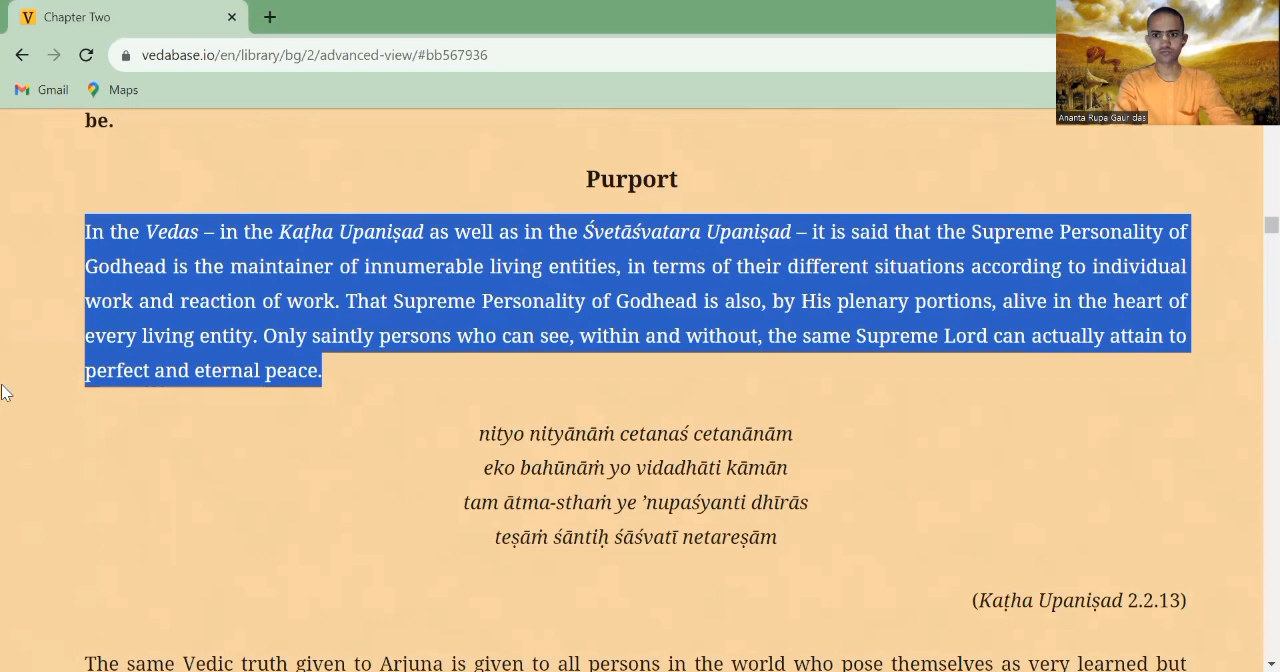 Chapter Two
vedabase.io/en/library/bg/2/advanced-view/#bb567936
Gmail Maps
Ananta Rupa Gaur das
be.
Purport
In the Vedas – in the Kaṭha Upaniṣad as well as in the Śvetāśvatara Upaniṣad – it is said that the Supreme Personality of
Godhead is the maintainer of innumerable living entities, in terms of their different situations according to individual
work and reaction of work. That Supreme Personality of Godhead is also, by His plenary portions, alive in the heart of
every living entity. Only saintly persons who can see, within and without, the same Supreme Lord can actually attain to
perfect and eternal peace.
nityo nityānāṁ cetanaś cetanānām
eko bahūnāṁ yo vidadhāti kāmān
tam ātma-sthaṁ ye ’nupaśyanti dhīrās
teṣāṁ śāntiḥ śāśvatī netareṣām
(Kaṭha Upaniṣad 2.2.13)
The same Vedic truth given to Arjuna is given to all persons in the world who pose themselves as very learned but